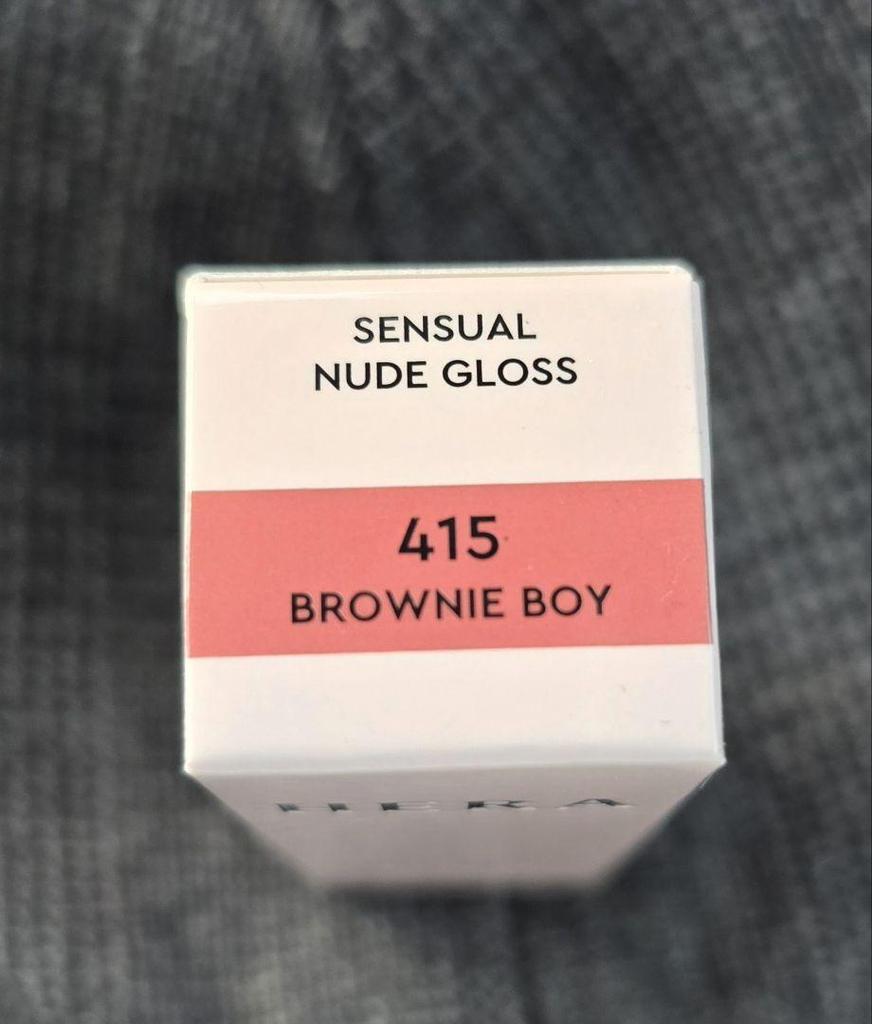 SENSUAL
NUDE GLOSS
415
BROWNIE BOY
HERA